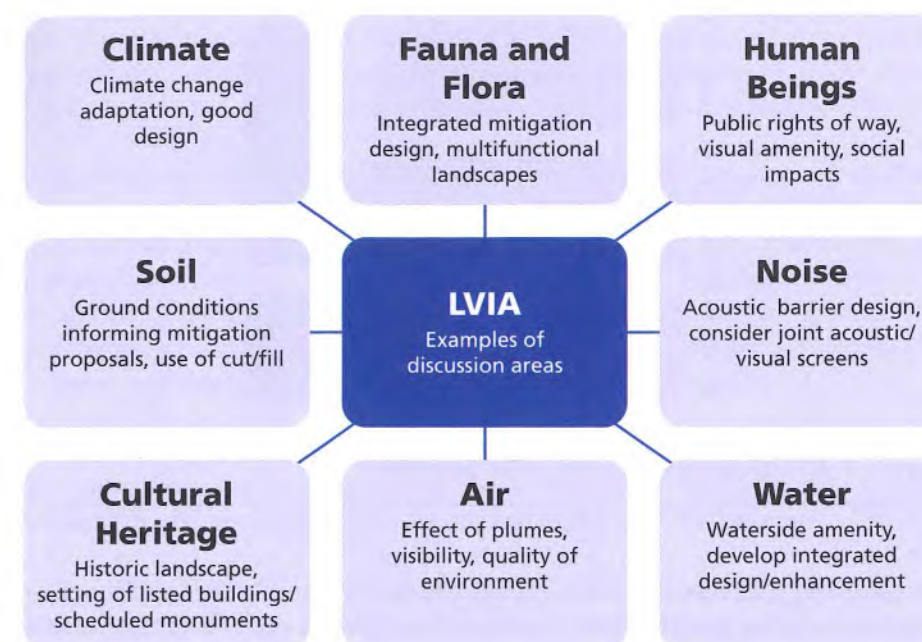 Climate
Climate change
adaptation, good
design
Fauna and
Flora
Integrated mitigation
design, multifunctional
landscapes
Human
Beings
Public rights of way,
visual amenity, social
impacts
Soil
Ground conditions
informing mitigation
proposals, use of cut/fill
LVIA
Examples of
discussion areas
Noise
Acoustic barrier design,
consider joint acoustic/
visual screens
Cultural
Heritage
Historic landscape,
setting of listed buildings/
scheduled monuments
Air
Effect of plumes,
visibility, quality of
environment
Water
Waterside amenity,
develop integrated
design/enhancement